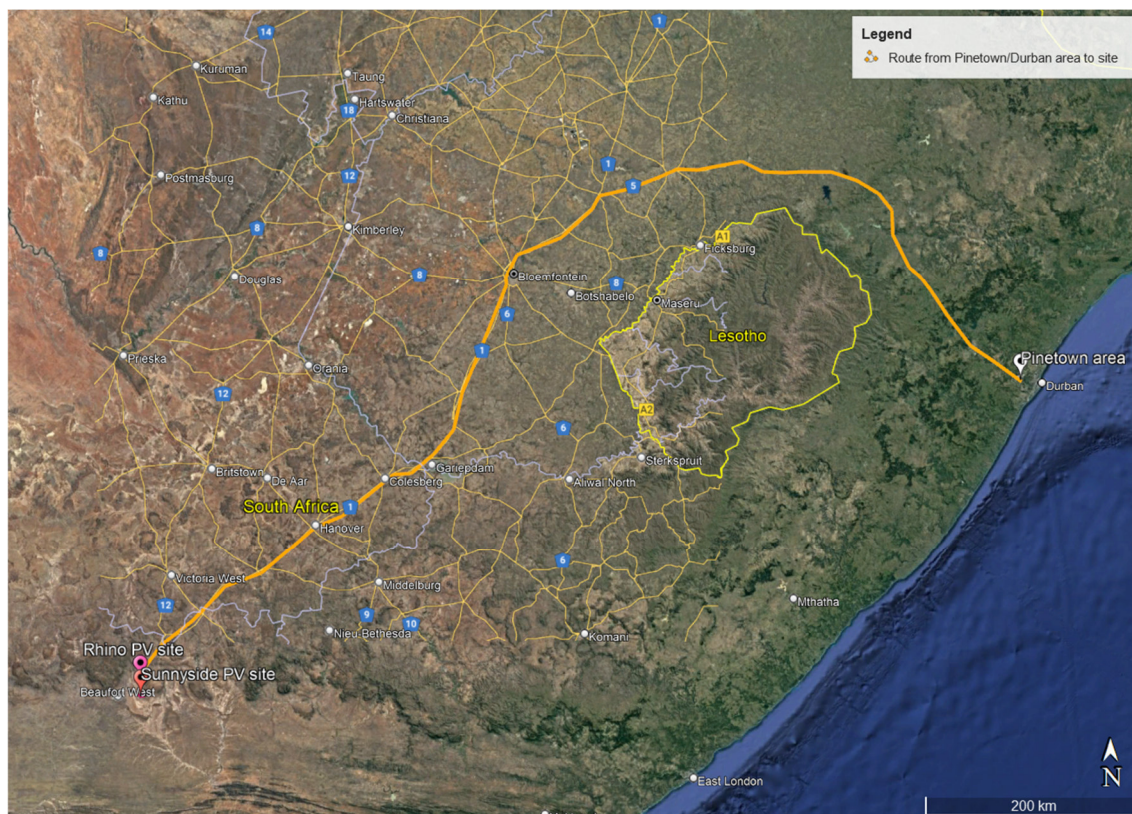 Legend
Route from Pinetown/Durban area to site
1
14
Kuruman
Taung
Kathu
Hartswater
18
Christiana
1
Postmasburg
12
5
8
Kimberley
A1
Ficksburg
8
8
Bloemfontein
Douglas
8
Botshabelo
Maseru
6
Lesotho
1
Prieska
Orania
Pinetown area
Durban
12
A2
6
Sterkspruit
Gariepdam
Britstown
De Aar
Colesberg
Aliwal North
South Africa
1
Hanover
6
Victoria West
Middelburg
12
9
10
Mthatha
Nieu-Bethesda
Komani
Rhino PV site
Sunnyside PV site
Beaufort West
N
East London
200 km